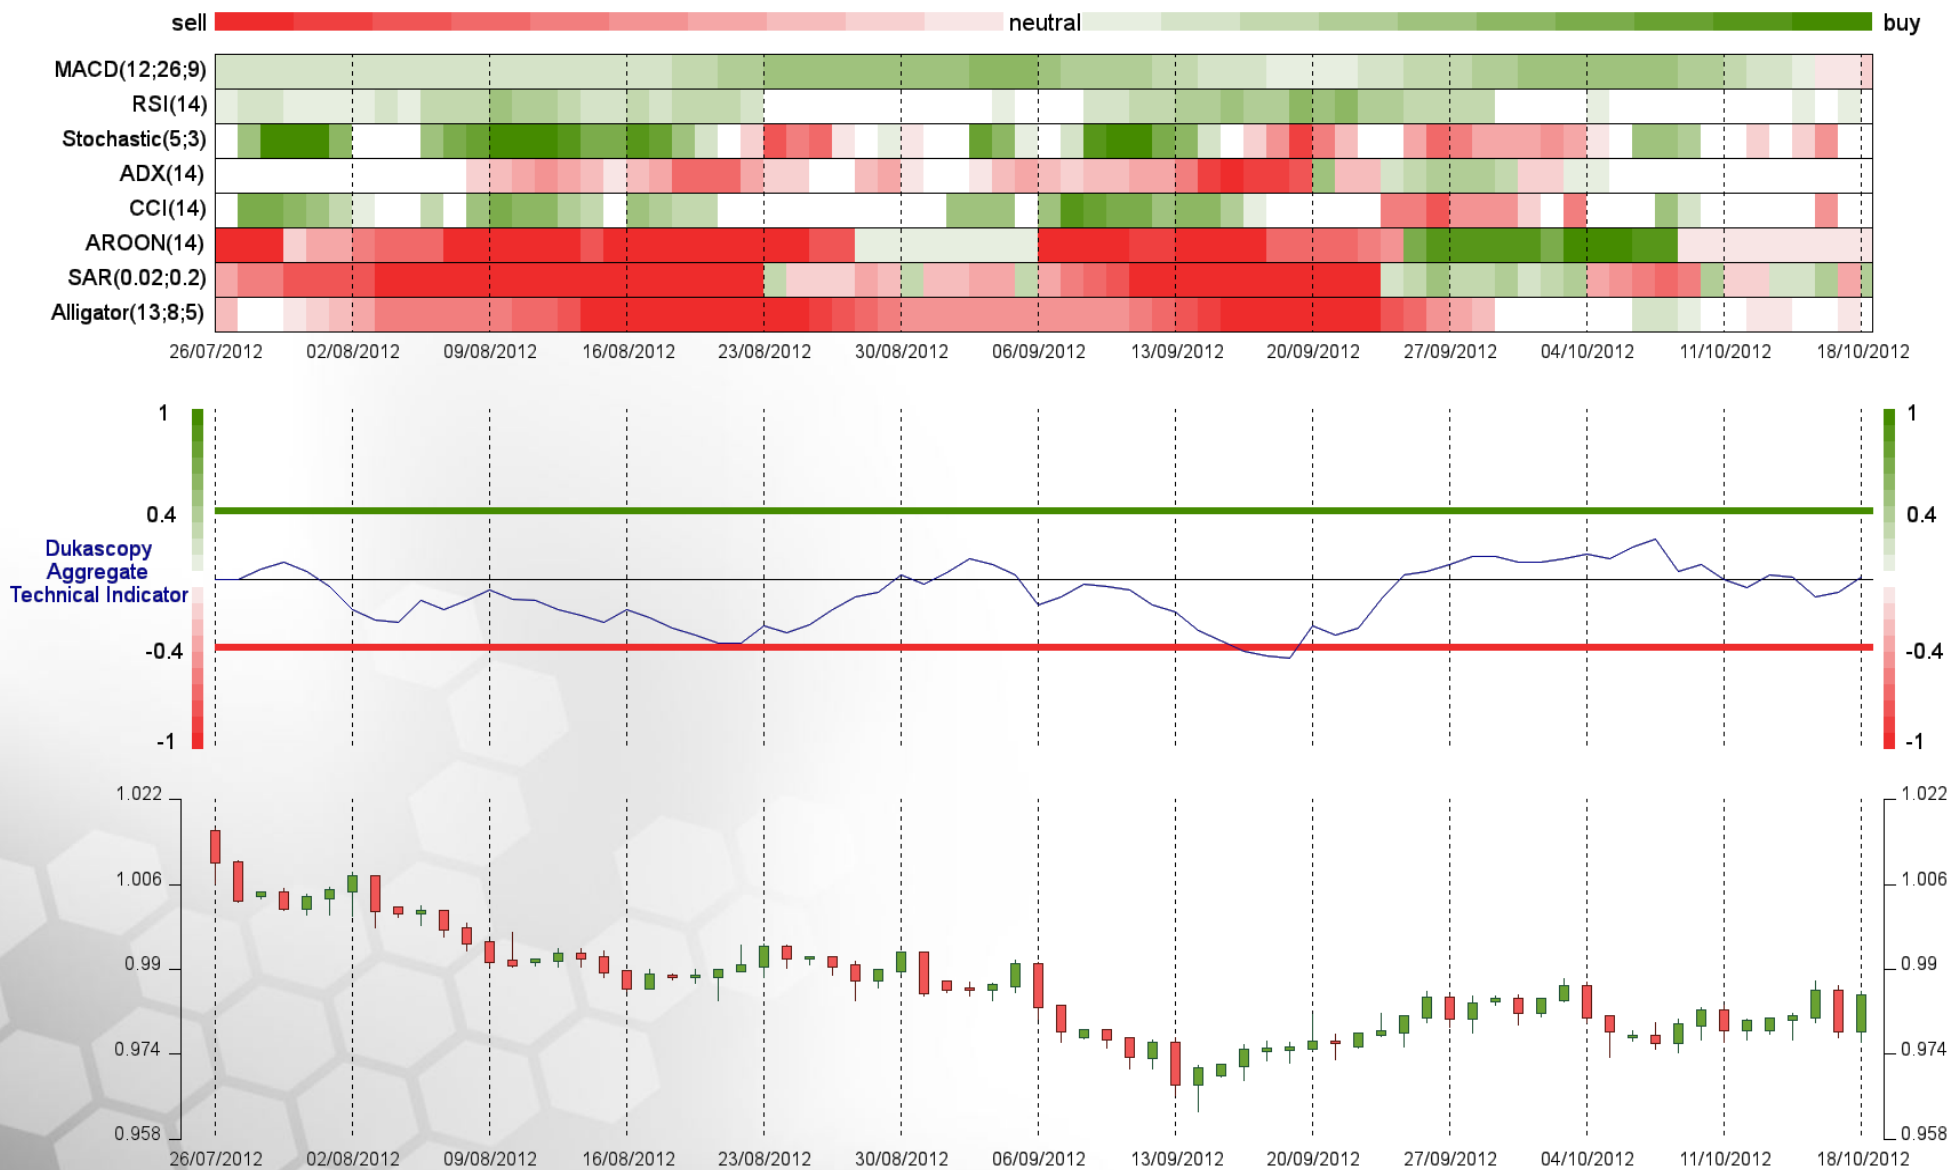 sell neutral buy
MACD(12;26;9)
RSI(14)
Stochastic(5;3)
ADX(14)
CCI(14)
AROON(14)
SAR(0.02;0.2)
Alligator(13;8;5)
26/07/2012 02/08/2012 09/08/2012 16/08/2012 23/08/2012 30/08/2012 06/09/2012 13/09/2012 20/09/2012 27/09/2012 04/10/2012 11/10/2012 18/10/2012
1 1
0.4 0.4
Dukascopy
Aggregate
Technical Indicator
-0.4 -0.4
-1 -1
1.022 1.022
1.006 1.006
0.99 0.99
0.974 0.974
0.958 0.958
26/07/2012 02/08/2012 09/08/2012 16/08/2012 23/08/2012 30/08/2012 06/09/2012 13/09/2012 20/09/2012 27/09/2012 04/10/2012 11/10/2012 18/10/2012